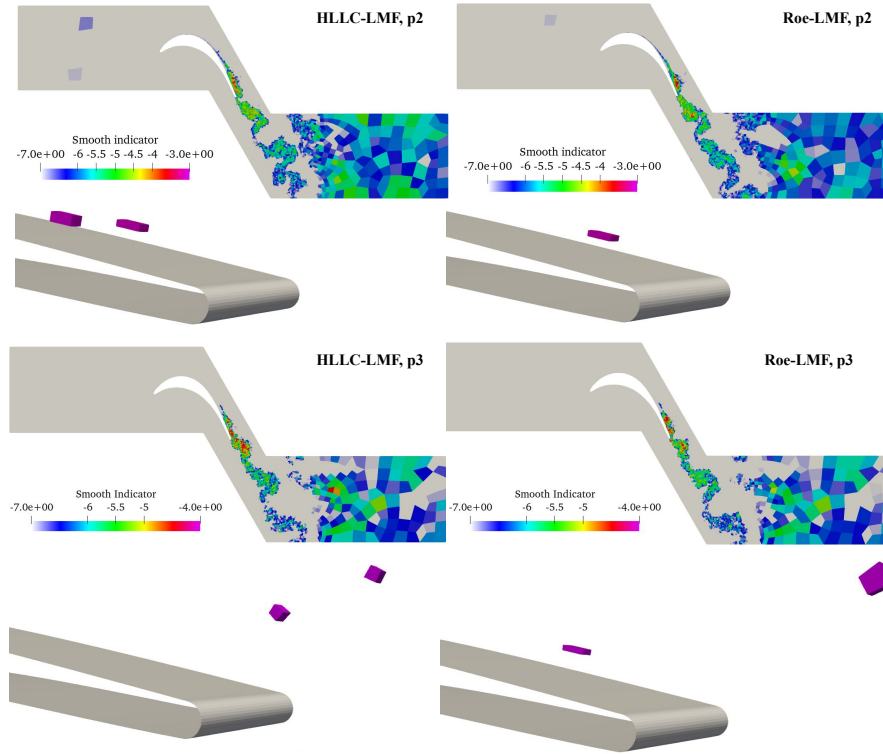 HLLC-LMF, p2
Smooth indicator
-7.0e+00 -6 -5.5 -5 -4.5 -4 -3.0e+00
Roe-LMF, p2
Smooth indicator
-7.0e+00 -6 -5.5 -5 -4.5 -4 -3.0e+00
HLLC-LMF, p3
Smooth Indicator
-7.0e+00 -6 -5.5 -5 -4.0e+00
Roe-LMF, p3
Smooth Indicator
-7.0e+00 -6 -5.5 -5 -4.0e+00